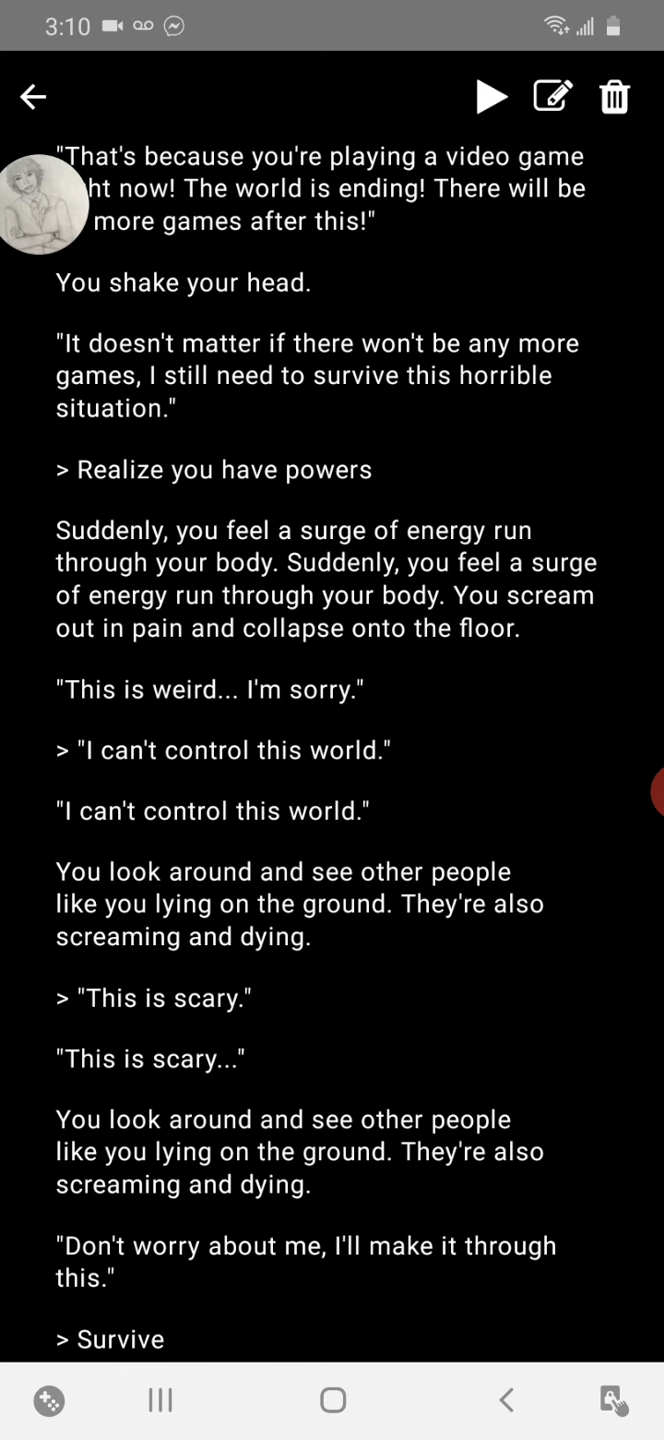 3:10
"That's because you're playing a video game
ht now! The world is ending! There will be
more games after this!"
You shake your head.
"It doesn't matter if there won't be any more
games, I still need to survive this horrible
situation."
> Realize you have powers
Suddenly, you feel a surge of energy run
through your body. Suddenly, you feel a surge
of energy run through your body. You scream
out in pain and collapse onto the floor.
"This is weird... I'm sorry."
> "I can't control this world."
"I can't control this world."
You look around and see other people
like you lying on the ground. They're also
screaming and dying.
> "This is scary."
"This is scary..."
You look around and see other people
like you lying on the ground. They're also
screaming and dying.
"Don't worry about me, I'll make it through
this."
> Survive